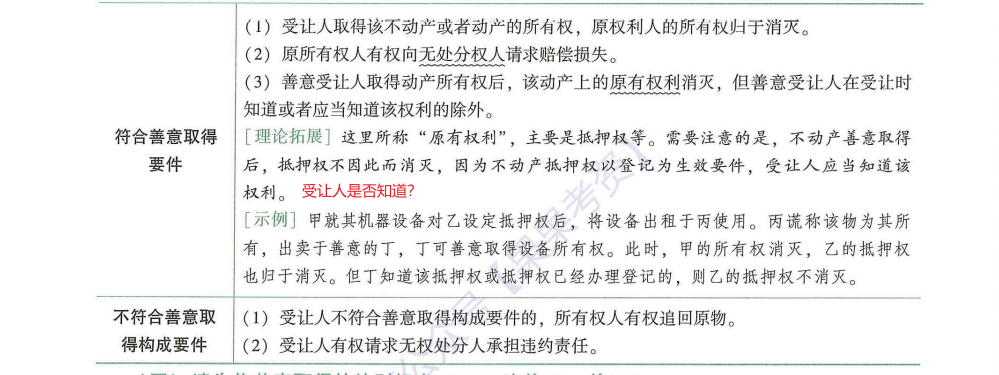 （1）受让人取得该不动产或者动产的所有权，原权利人的所有权归于消灭。
（2）原所有权人有权向无处分权人请求赔偿损失。
（3）善意受让人取得动产所有权后，该动产上的原有权利消灭，但善意受让人在受让时
知道或者应当知道该权利的除外。
符合善意取得
要件
［理论拓展］这里所称“原有权利”，主要是抵押权等。需要注意的是，不动产善意取得
后，抵押权不因此而消灭，因为不动产抵押权以登记为生效要件，受让人应当知道该
权利。 受让人是否知道？
［示例］甲就其机器设备对乙设定抵押权后，将设备出租于丙使用。丙谎称该物为其所
有，出卖于善意的丁，丁可善意取得设备所有权。此时，甲的所有权消灭，乙的抵押权
也归于消灭。但丁知道该抵押权或抵押权已经办理登记的，则乙的抵押权不消灭。
不符合善意取
得构成要件
（1）受让人不符合善意取得构成要件的，所有权人有权追回原物。
（2）受让人有权请求无权处分人承担违约责任。